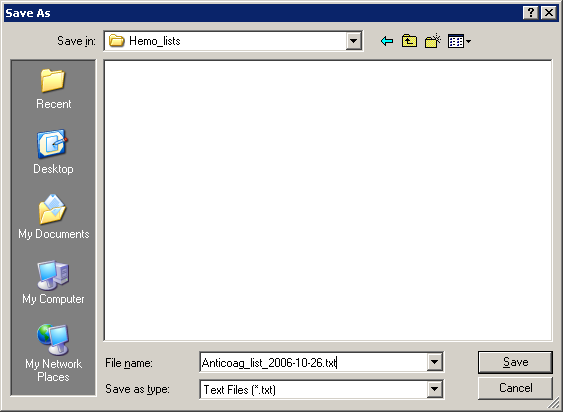 Save As
Save in: Hemo_lists
Recent
Desktop
My Documents
My Computer
My Network
Places
File name: Anticoag_list_2006-10-26.txt Save
Save as type: Text Files (*.txt) Cancel